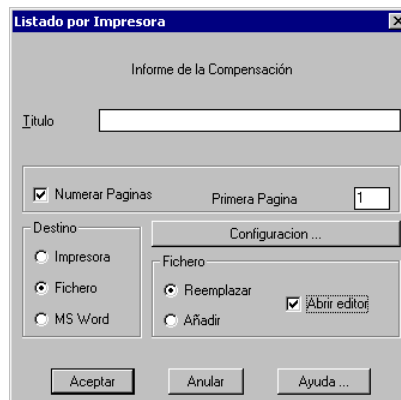 Listado por Impresora
Informe de la Compensación
Titulo
Numerar Paginas Primera Pagina 1
Destino
Configuracion ...
Impresora
Fichero
MS Word
Fichero
Reemplazar
Añadir
Abrir editor
Aceptar Anular Ayuda ...